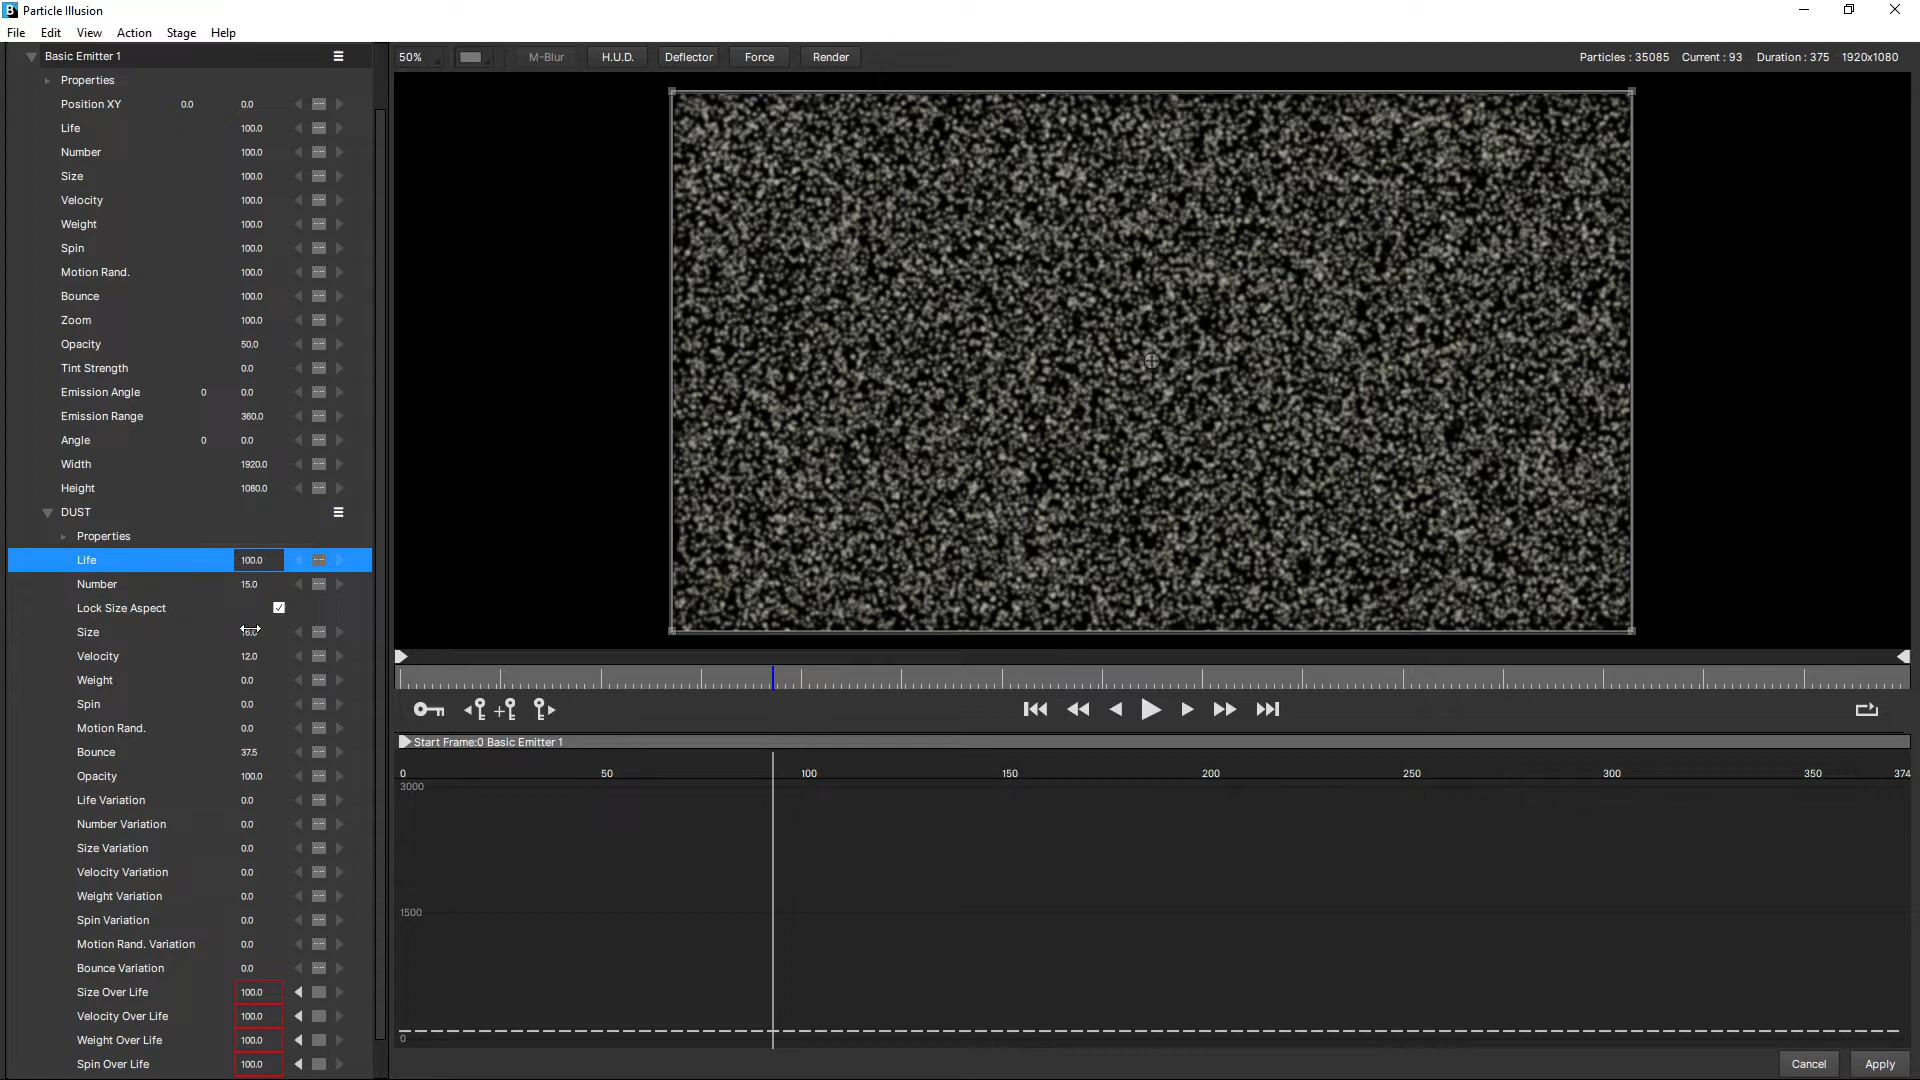 Particle Illusion
File Edit View Action Stage Help
Basic Emitter 1
50% M-Blur H.U.D. Deflector Force Render Particles : 35085 Current : 93 Duration : 375 1920x1080
Properties
Position XY 0.0 0.0
Life 100.0
Number 100.0
Size 100.0
Velocity 100.0
Weight 100.0
Spin 100.0
Motion Rand. 100.0
Bounce 100.0
Zoom 100.0
Opacity 50.0
Tint Strength 0.0
Emission Angle 0 0.0
Emission Range 360.0
Angle 0 0.0
Width 1920.0
Height 1080.0
DUST
Properties
Life 100.0
Number 15.0
Lock Size Aspect
Size
Velocity 12.0
Weight 0.0
Spin 0.0
Motion Rand. 0.0
Bounce 37.5
Opacity 100.0
Life Variation 0.0
Number Variation 0.0
Size Variation 0.0
Velocity Variation 0.0
Weight Variation 0.0
Spin Variation 0.0
Motion Rand. Variation 0.0
Bounce Variation 0.0
Size Over Life 100.0
Velocity Over Life 100.0
Weight Over Life 100.0
Spin Over Life 100.0
Start Frame:0 Basic Emitter 1
0 50 100 150 200 250 300 350 374
3000
1500
0
Cancel Apply